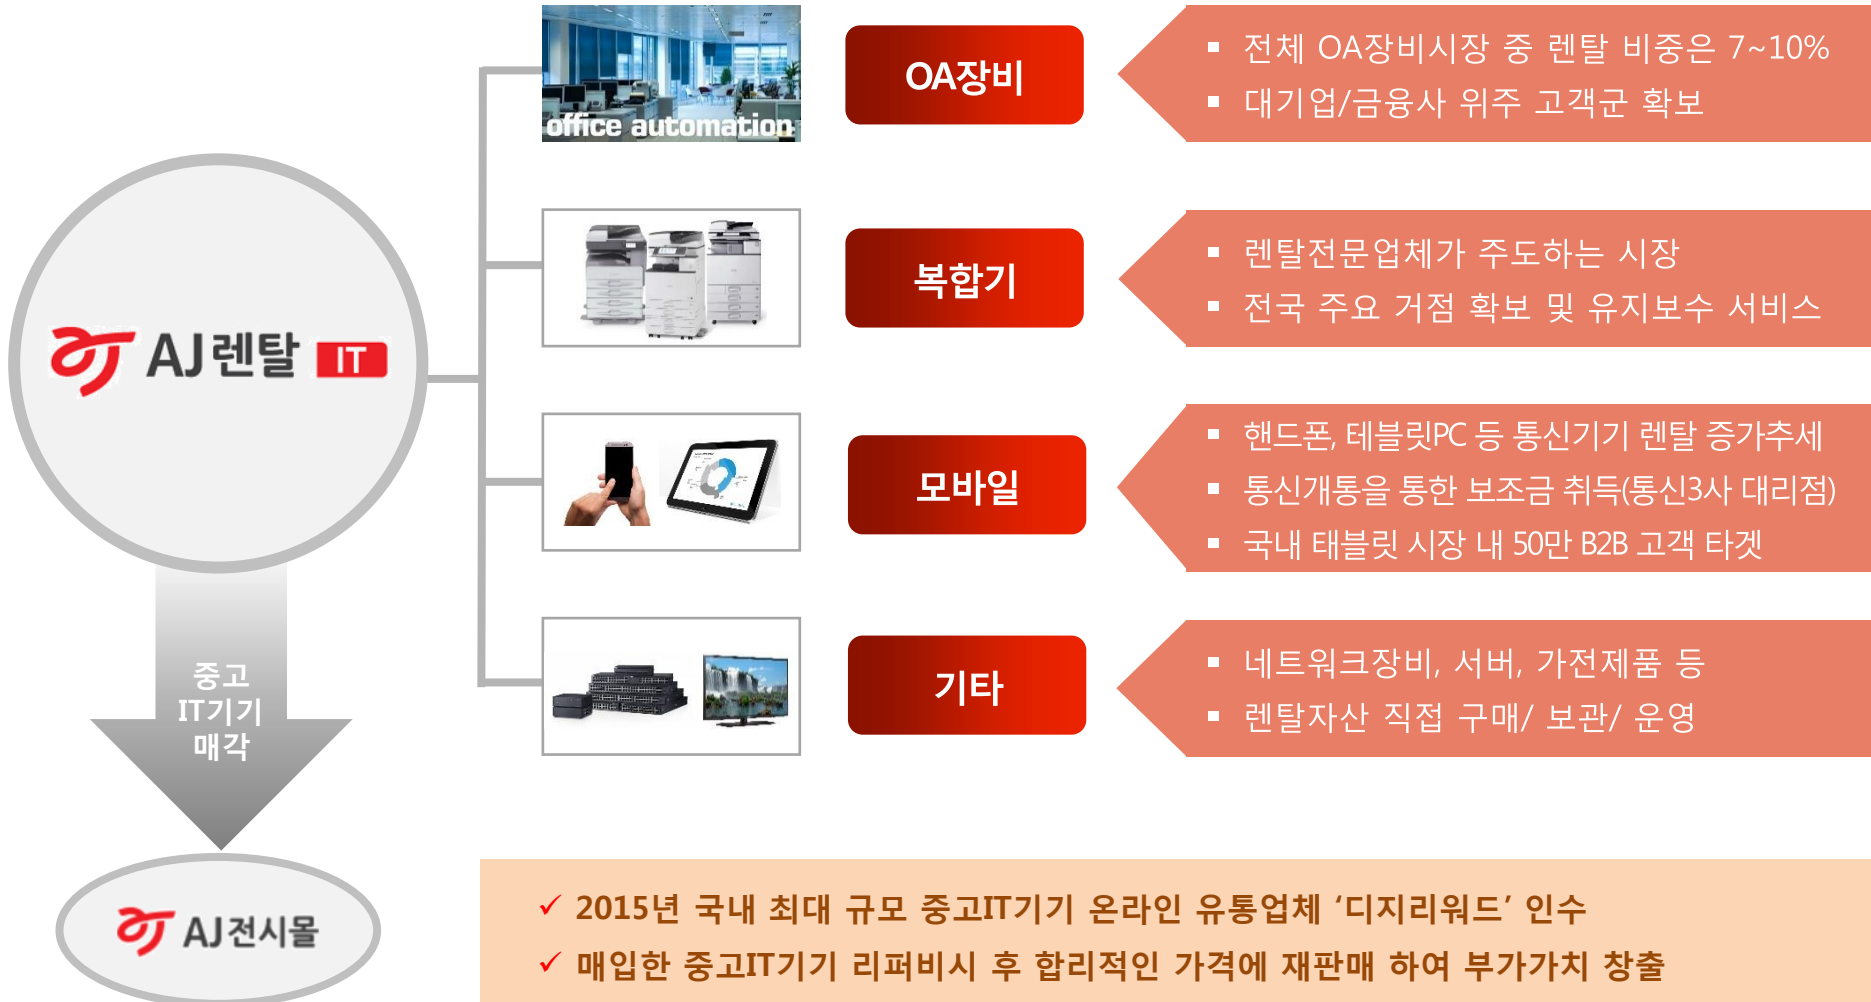 office automation
OA장비
▪ 전체 OA장비시장 중 렌탈 비중은 7~10%
▪ 대기업/금융사 위주 고객군 확보
복합기
▪ 렌탈전문업체가 주도하는 시장
▪ 전국 주요 거점 확보 및 유지보수 서비스
AJ렌탈 IT
모바일
▪ 핸드폰, 테블릿PC 등 통신기기 렌탈 증가추세
▪ 통신개통을 통한 보조금 취득(통신3사 대리점)
▪ 국내 태블릿 시장 내 50만 B2B 고객 타겟
기타
▪ 네트워크장비, 서버, 가전제품 등
▪ 렌탈자산 직접 구매/ 보관/ 운영
중고
IT기기
매각
AJ전시몰
✓ 2015년 국내 최대 규모 중고IT기기 온라인 유통업체 ‘디지리워드’ 인수
✓ 매입한 중고IT기기 리퍼비시 후 합리적인 가격에 재판매 하여 부가가치 창출